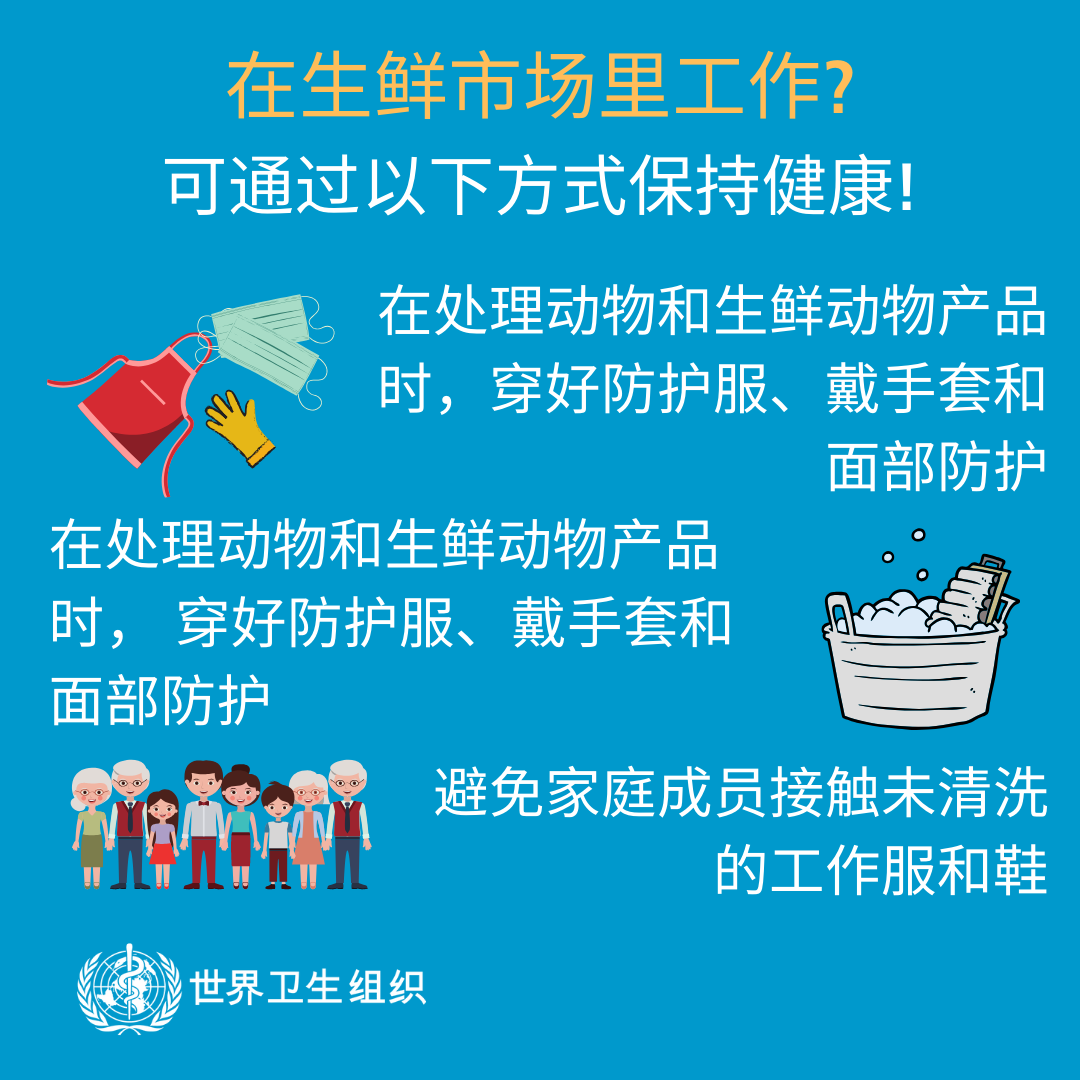 在生鲜市场里工作?
可通过以下方式保持健康!
在处理动物和生鲜动物产品
时，穿好防护服、戴手套和
面部防护
在处理动物和生鲜动物产品
时， 穿好防护服、戴手套和
面部防护
避免家庭成员接触未清洗
的工作服和鞋
世界卫生组织